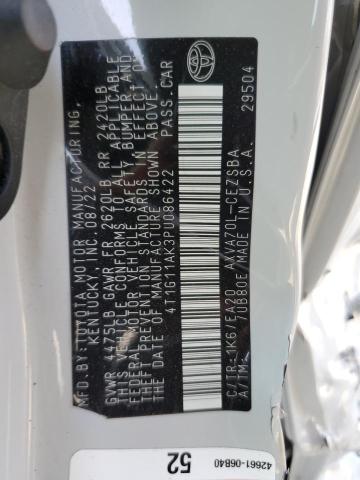 MFD. BY: TOYOTA MOTOR MANUFACTURING,
KENTUCKY, INC. 08/22
GVWR 4475LB GAWR FR 2620LB RR 2420LB
THIS VEHICLE CONFORMS TO ALL APPLICABLE
FEDERAL MOTOR VEHICLE SAFETY, BUMPER, AND
THEFT PREVENTION STANDARDS IN EFFECT ON
THE DATE OF MANUFACTURE SHOWN ABOVE.
4T1G11AK3PU086422 PASS.CAR
C/TR:1K6/EA20 AXVA70L-CEZSBA
A/TM: /UB80E MADE IN U.S.A. 29504
42661-06B40
52